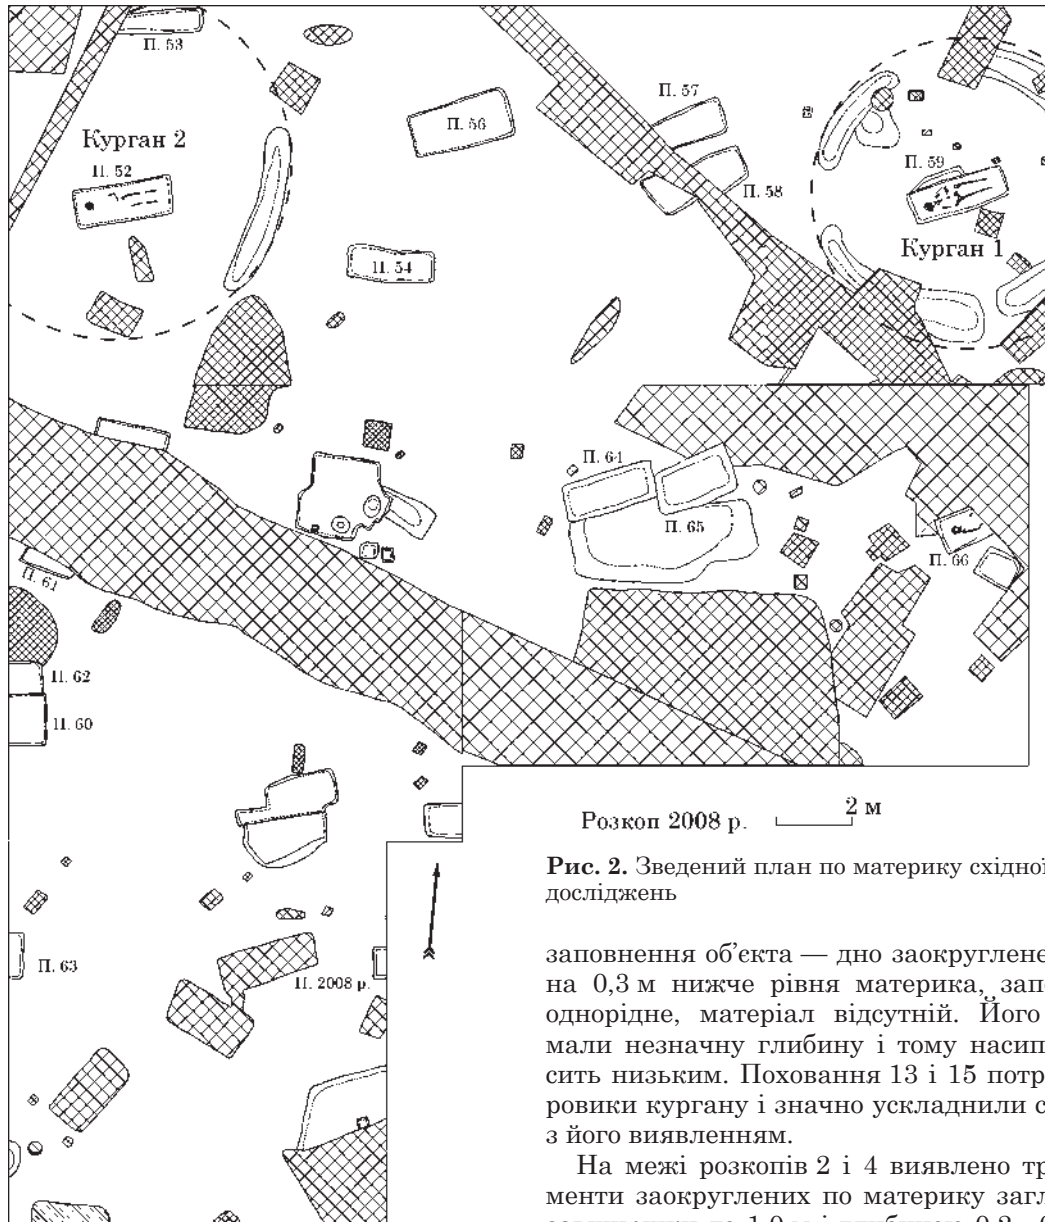 П. 53
П. 57
П. 56
Курган 2
П. 52
П. 59
П. 58
Курган 1
П. 54
П. 64
П. 65
П. 66
П. 61
П. 62
П. 60
2 м
Розкоп 2008 р.
Рис. 2. Зведений план по материку східної
досліджень
П. 63
П. 2008 р.
заповнення об’єкта — дно заокруглене
на 0,3 м нижче рівня материка, запо
однорідне, матеріал відсутній. Його
мали незначну глибину і тому насип
сить низьким. Поховання 13 і 15 потр
ровики кургану і значно ускладнили с
з його виявленням.
На межі розкопів 2 і 4 виявлено тр
менти заокруглених по материку загл